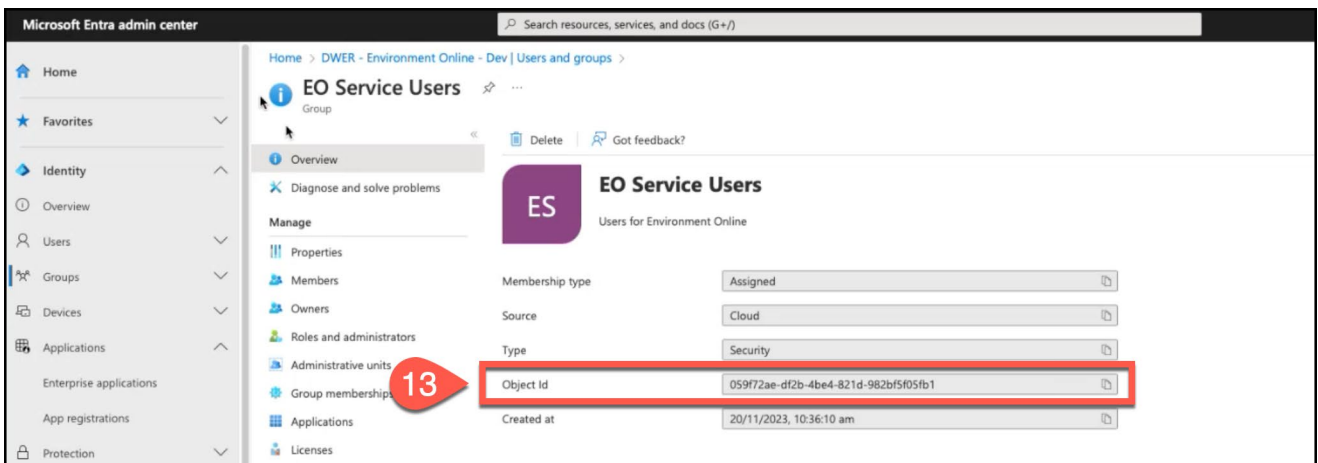 Microsoft Entra admin center
Search resources, services, and docs (G+/)
Home > DWER - Environment Online - Dev | Users and groups >
EO Service Users
Group
Home
Favorites
Identity
Overview
Users
Groups
Devices
Applications
Enterprise applications
App registrations
Protection
Overview
Diagnose and solve problems
Manage
Properties
Members
Owners
Roles and administrators
Administrative units
Group memberships
Applications
Licenses
Delete
Got feedback?
ES
EO Service Users
Users for Environment Online
Membership type Assigned
Source Cloud
Type Security
13
Object Id 059f72ae-df2b-4be4-821d-982bf5f05fb1
Created at 20/11/2023, 10:36:10 am